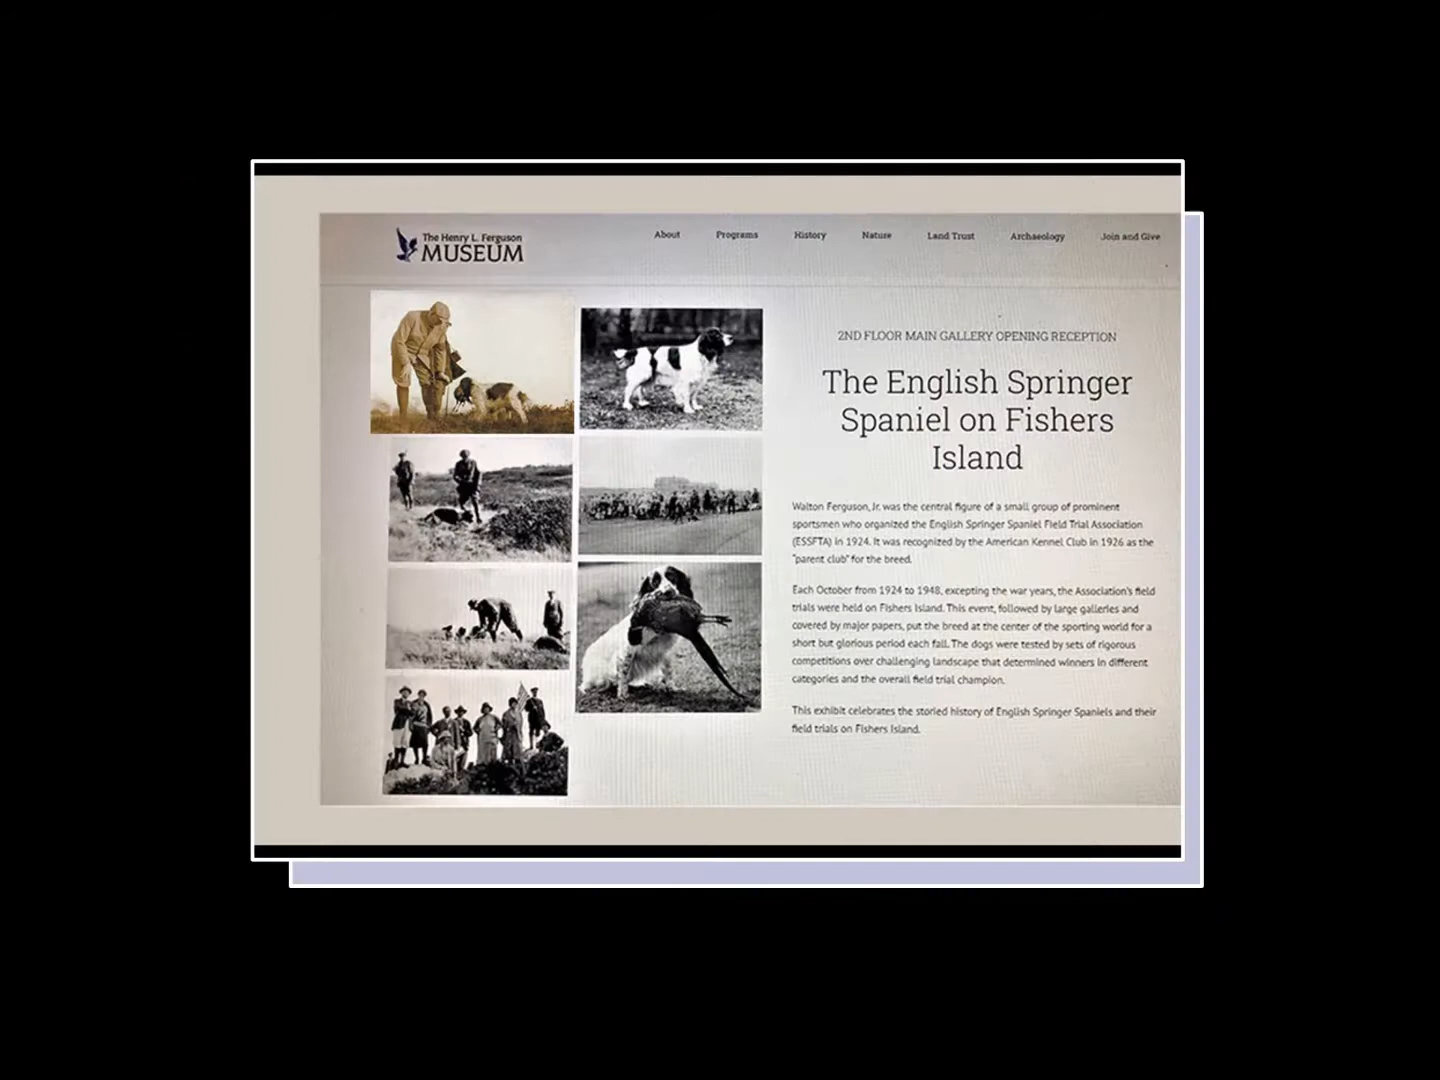 The Henry L. Ferguson
MUSEUM
About Programs History Nature Land Trust Archaeology Join and Give
2ND FLOOR MAIN GALLERY OPENING RECEPTION
The English Springer
Spaniel on Fishers
Island
Walton Ferguson, Jr. was the central figure of a small group of prominent
sportsmen who organized the English Springer Spaniel Field Trial Association
(ESSFTA) in 1924. It was recognized by the American Kennel Club in 1926 as the
"parent club" for the breed.
Each October from 1924 to 1948, excepting the war years, the Association's field
trials were held on Fishers Island. This event, followed by large galleries and
covered by major papers, put the breed at the center of the sporting world for a
short but glorious period each fall. The dogs were tested by sets of rigorous
competitions over challenging landscape that determined winners in different
categories and the overall field trial champion.
This exhibit celebrates the storied history of English Springer Spaniels and their
field trials on Fishers Island.